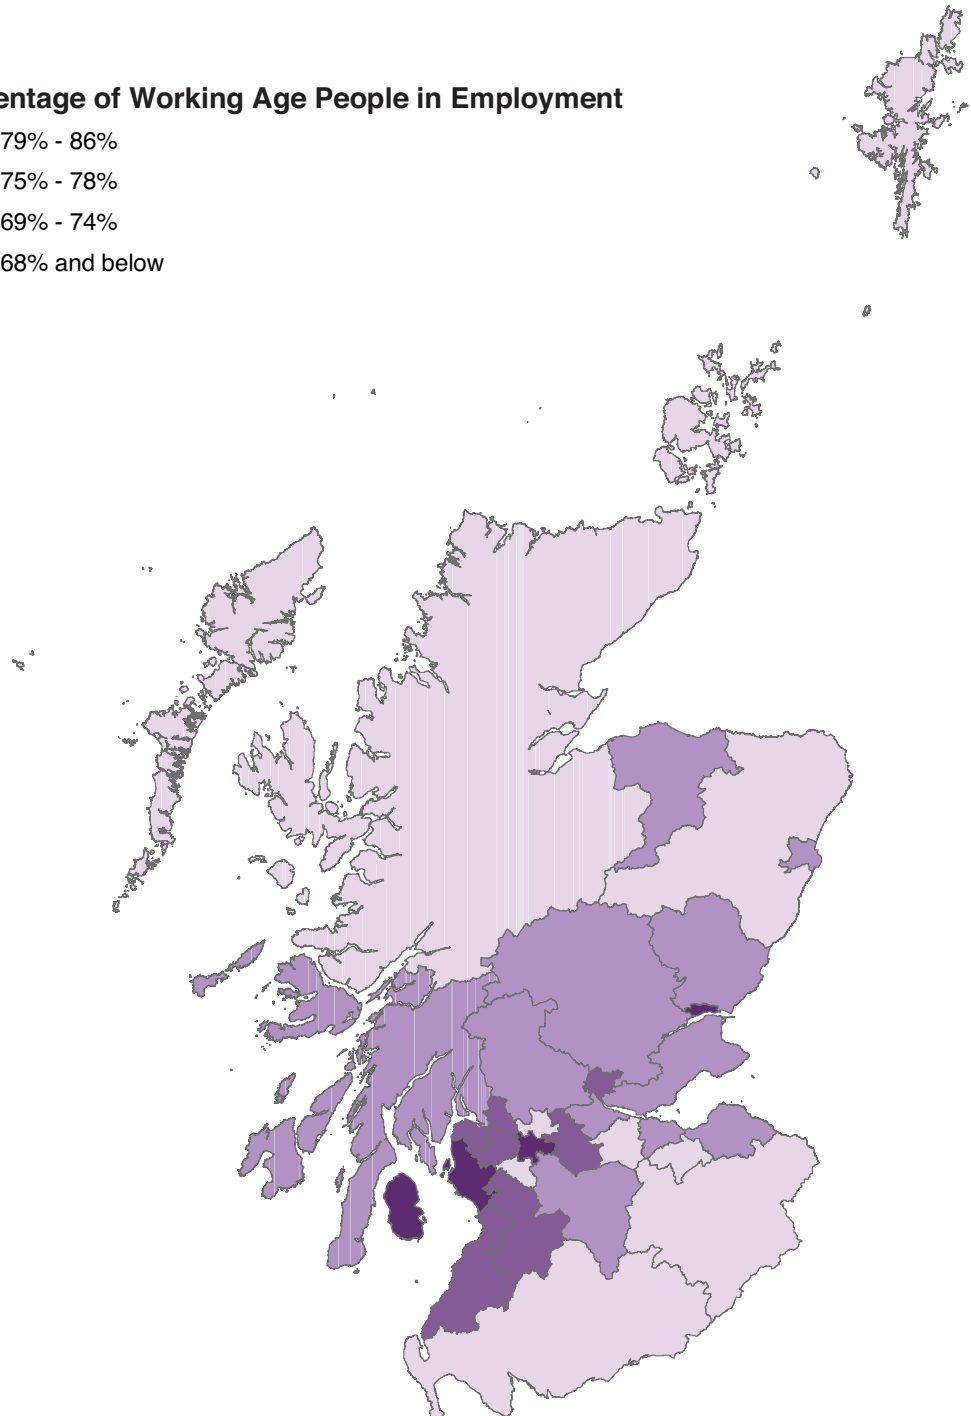 entage of Working Age People in Employment
79% - 86%
75% - 78%
69% - 74%
68% and below